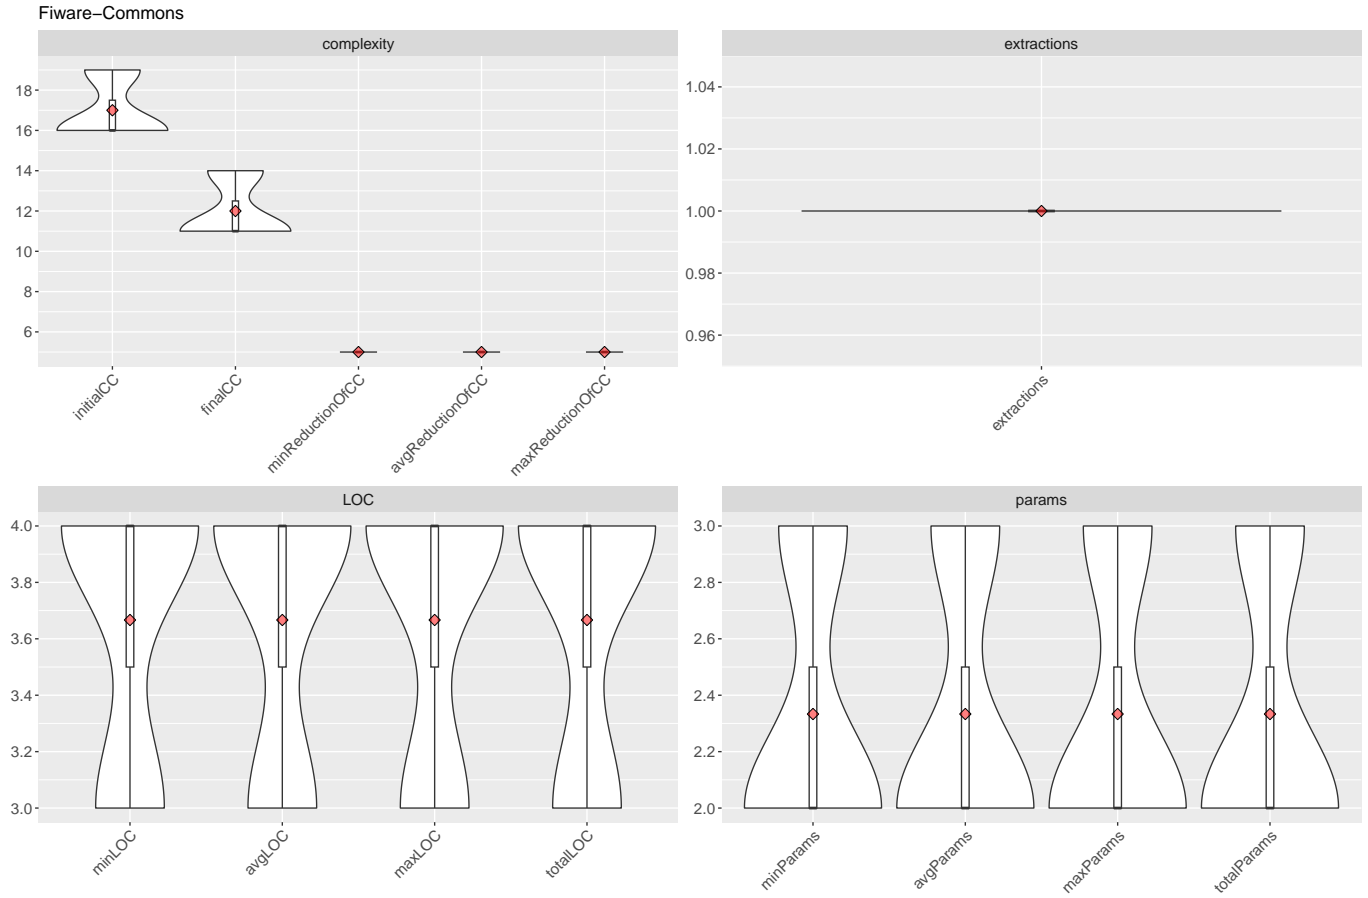 Fiware–Commons
complexity
18
16
14
12
10
8
6
initialCC
finalCC
minReductionOfCC
avgReductionOfCC
maxReductionOfCC
extractions
1.04
1.02
1.00
0.98
0.96
extractions
LOC
4.0
3.8
3.6
3.4
3.2
3.0
minLOC
avgLOC
maxLOC
totalLOC
params
3.0
2.8
2.6
2.4
2.2
2.0
minParams
avgParams
maxParams
totalParams